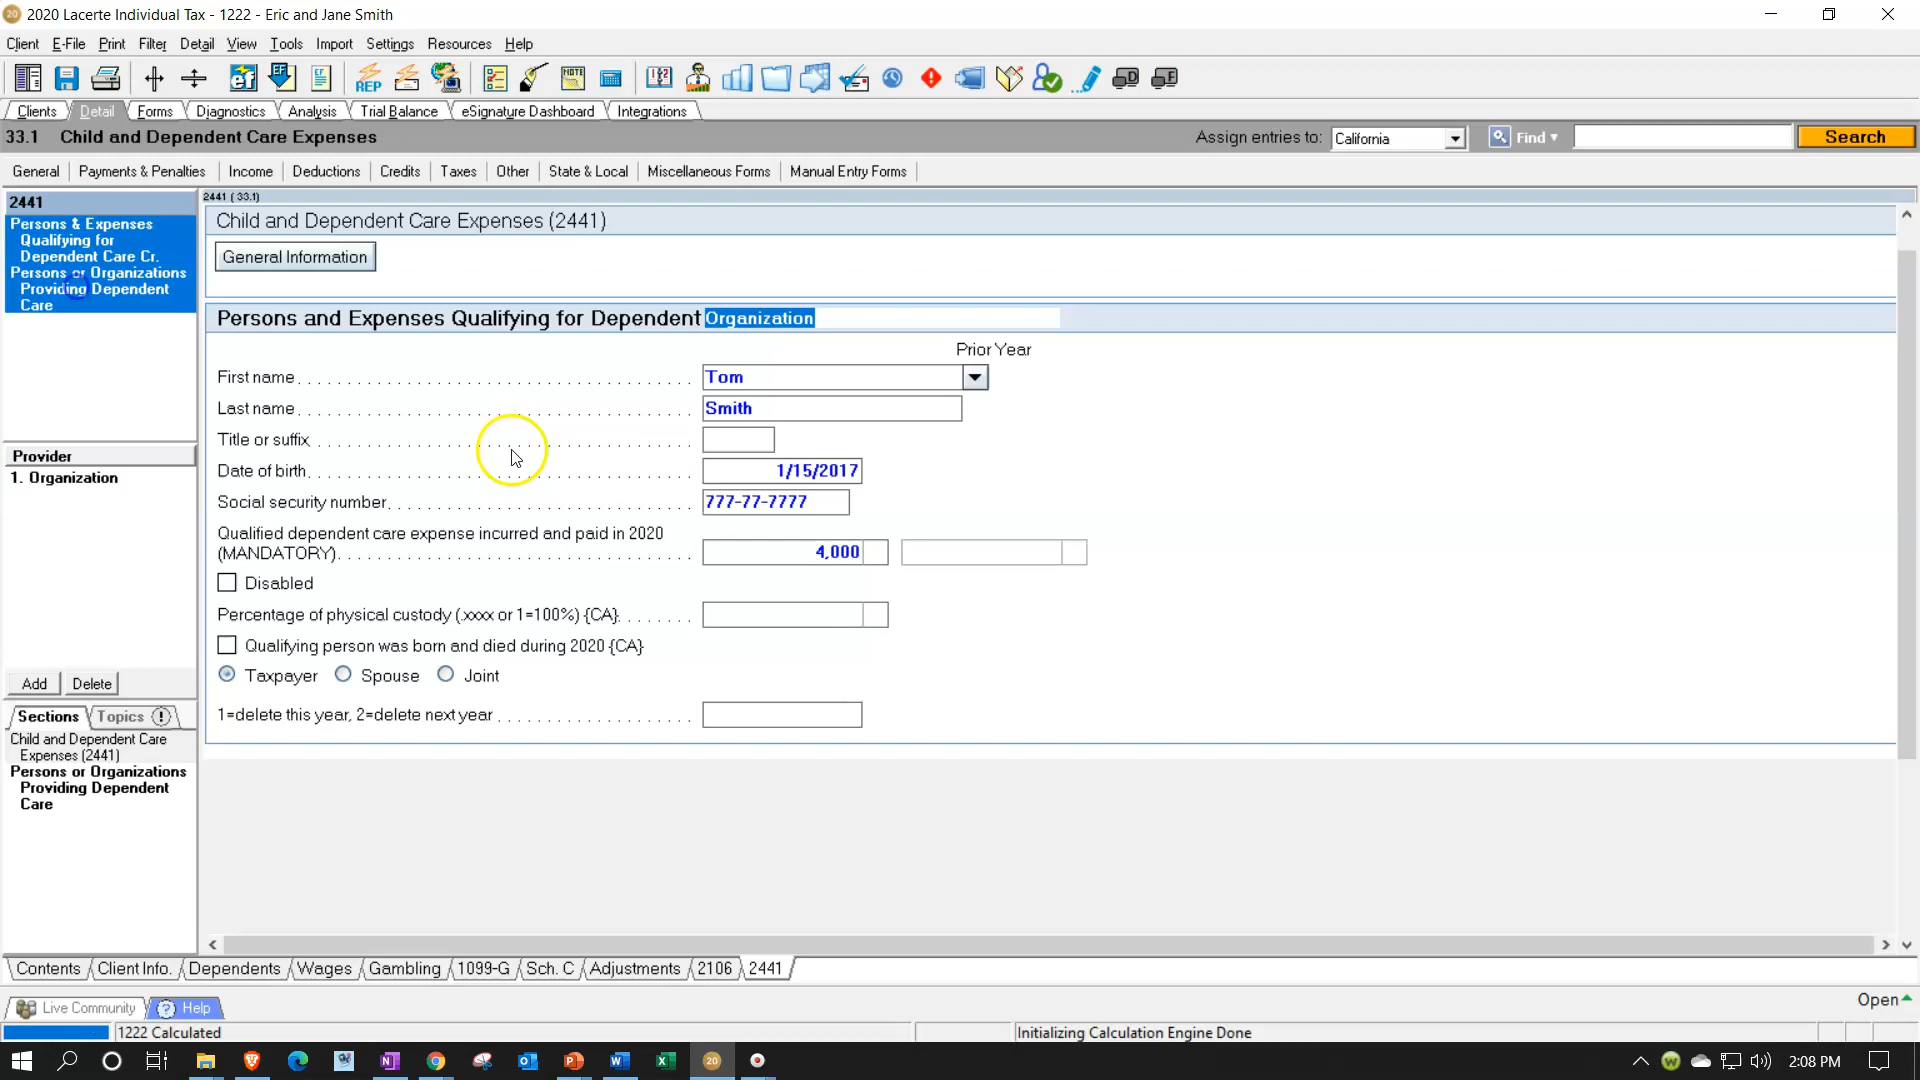 20 2020 Lacerte Individual Tax - 1222 - Eric and Jane Smith
Client E-File Print Filter Detail View Tools Import Settings Resources Help
REP NOTE D F
Clients Detail Forms Diagnostics Analysis Trial Balance eSignature Dashboard Integrations
33.1 Child and Dependent Care Expenses Assign entries to: California Find Search
General Payments & Penalties Income Deductions Credits Taxes Other State & Local Miscellaneous Forms Manual Entry Forms
2441
Persons & Expenses
Qualifying for
Dependent Care Cr.
Persons or Organizations
Providing Dependent
Care
2441 ( 33.1)
Child and Dependent Care Expenses (2441)
General Information
Persons and Expenses Qualifying for Dependent Organization
Prior Year
First name Tom
Last name Smith
Title or suffix
Date of birth 1/15/2017
Social security number 777-77-7777
Qualified dependent care expense incurred and paid in 2020
(MANDATORY) 4,000
Disabled
Percentage of physical custody (.xxxx or 1=100%) {CA}
Qualifying person was born and died during 2020 {CA}
Taxpayer Spouse Joint
1=delete this year, 2=delete next year
Provider
1. Organization
Add Delete
Sections Topics
Child and Dependent Care
Expenses (2441)
Persons or Organizations
Providing Dependent
Care
Contents Client Info. Dependents Wages Gambling 1099-G Sch. C Adjustments 2106 2441
Live Community Help Open
1222 Calculated Initializing Calculation Engine Done
20 2:08 PM